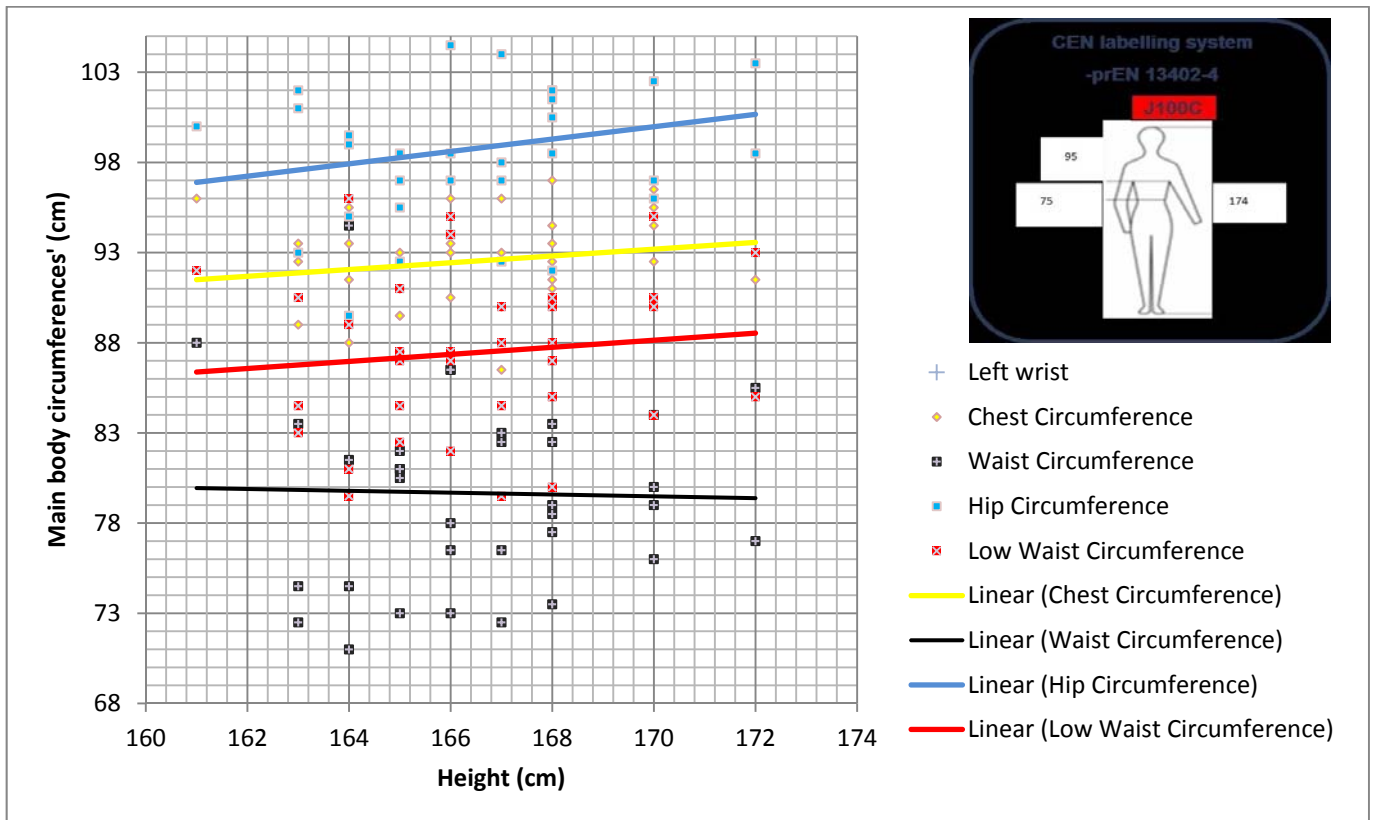 CEN labelling system
-prEN 13402-4
J100C
95
75
174
Main body circumferences' (cm)
103
98
93
88
83
78
73
68
160 162 164 166 168 170 172 174
Height (cm)
Left wrist
Chest Circumference
Waist Circumference
Hip Circumference
Low Waist Circumference
Linear (Chest Circumference)
Linear (Waist Circumference)
Linear (Hip Circumference)
Linear (Low Waist Circumference)